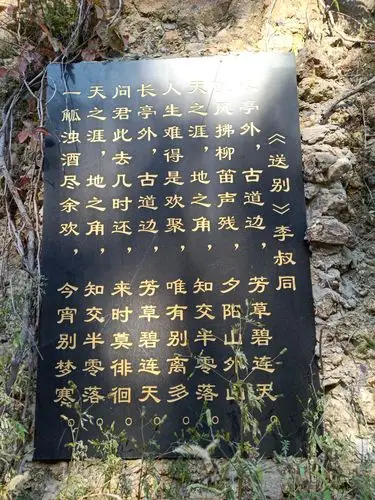 《送别》李叔同
长亭外，古道边，芳草碧连天。
风拂柳笛声残，夕阳山外山。
天之涯，地之角，知交半零落。
人生难得是欢聚，唯有别离多。
长亭外，古道边，芳草碧连天。
问君此去几时还，来时莫徘徊。
天之涯，地之角，知交半零落。
一觚浊酒尽余欢，今宵别梦寒。